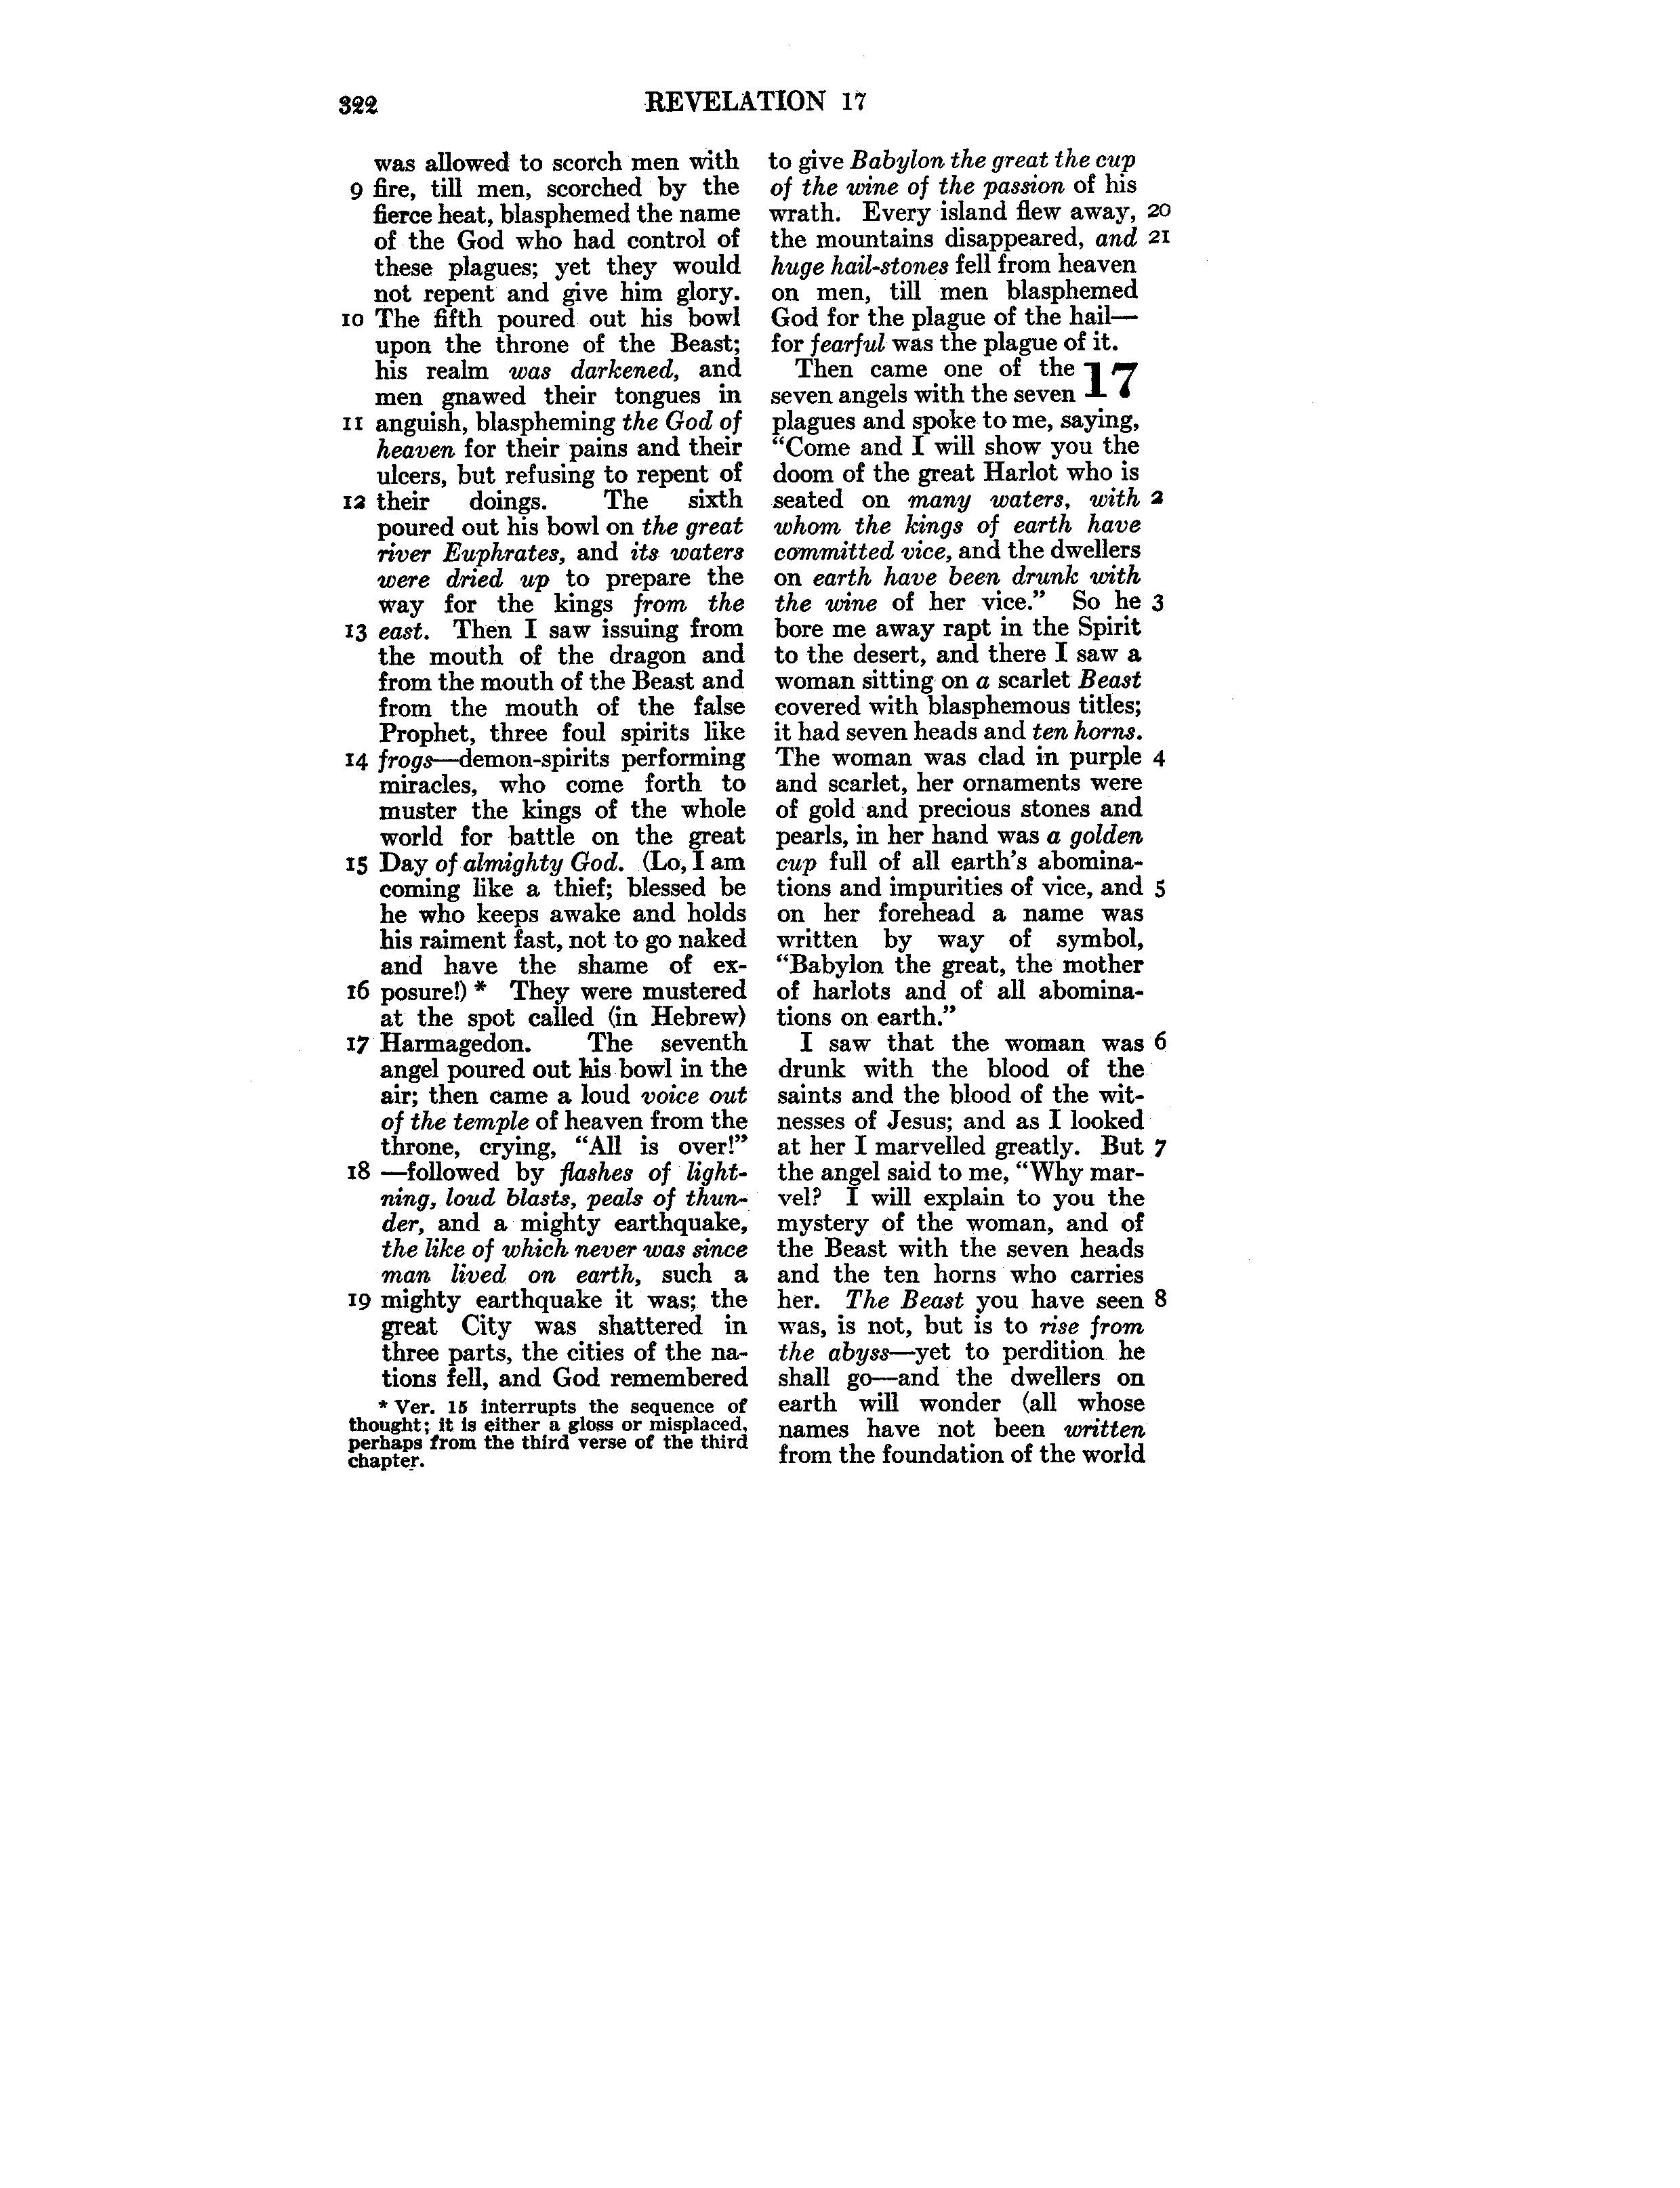 322 REVELATION 17
was allowed to scorch men with
9 fire, till men, scorched by the
fierce heat, blasphemed the name
of the God who had control of
these plagues; yet they would
not repent and give him glory.
10 The fifth poured out his bowl
upon the throne of the Beast;
his realm was darkened, and
men gnawed their tongues in
11 anguish, blaspheming the God of
heaven for their pains and their
ulcers, but refusing to repent of
12 their doings. The sixth
poured out his bowl on the great
river Euphrates, and its waters
were dried up to prepare the
way for the kings from the
13 east. Then I saw issuing from
the mouth of the dragon and
from the mouth of the Beast and
from the mouth of the false
Prophet, three foul spirits like
14 frogs—demon-spirits performing
miracles, who come forth to
muster the kings of the whole
world for battle on the great
15 Day of almighty God. (Lo, I am
coming like a thief; blessed be
he who keeps awake and holds
his raiment fast, not to go naked
and have the shame of ex-
16 posure!) * They were mustered
at the spot called (in Hebrew)
17 Harmagedon. The seventh
angel poured out his bowl in the
air; then came a loud voice out
of the temple of heaven from the
throne, crying, “All is over!”
18 —followed by flashes of light-
ning, loud blasts, peals of thun-
der, and a mighty earthquake,
the like of which never was since
man lived on earth, such a
19 mighty earthquake it was; the
great City was shattered in
three parts, the cities of the na-
tions fell, and God remembered
* Ver. 15 interrupts the sequence of
thought; it is either a gloss or misplaced,
perhaps from the third verse of the third
chapter.
to give Babylon the great the cup
of the wine of the passion of his
wrath. Every island flew away, 20
the mountains disappeared, and 21
huge hail-stones fell from heaven
on men, till men blasphemed
God for the plague of the hail—
for fearful was the plague of it.
Then came one of the 17
seven angels with the seven
plagues and spoke to me, saying,
“Come and I will show you the
doom of the great Harlot who is
seated on many waters, with 2
whom the kings of earth have
committed vice, and the dwellers
on earth have been drunk with
the wine of her vice.” So he 3
bore me away rapt in the Spirit
to the desert, and there I saw a
woman sitting on a scarlet Beast
covered with blasphemous titles;
it had seven heads and ten horns.
The woman was clad in purple 4
and scarlet, her ornaments were
of gold and precious stones and
pearls, in her hand was a golden
cup full of all earth’s abomina-
tions and impurities of vice, and 5
on her forehead a name was
written by way of symbol,
“Babylon the great, the mother
of harlots and of all abomina-
tions on earth.”
I saw that the woman was 6
drunk with the blood of the
saints and the blood of the wit-
nesses of Jesus; and as I looked
at her I marvelled greatly. But 7
the angel said to me, “Why mar-
vel? I will explain to you the
mystery of the woman, and of
the Beast with the seven heads
and the ten horns who carries
her. The Beast you have seen 8
was, is not, but is to rise from
the abyss—yet to perdition he
shall go—and the dwellers on
earth will wonder (all whose
names have not been written
from the foundation of the world